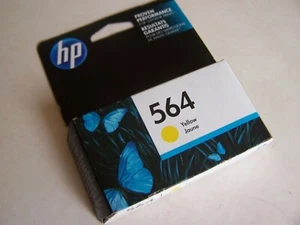 hp
PROVEN
PERFORMANCE
RÉSULTATS
GARANTIS
564
Yellow
Jaune